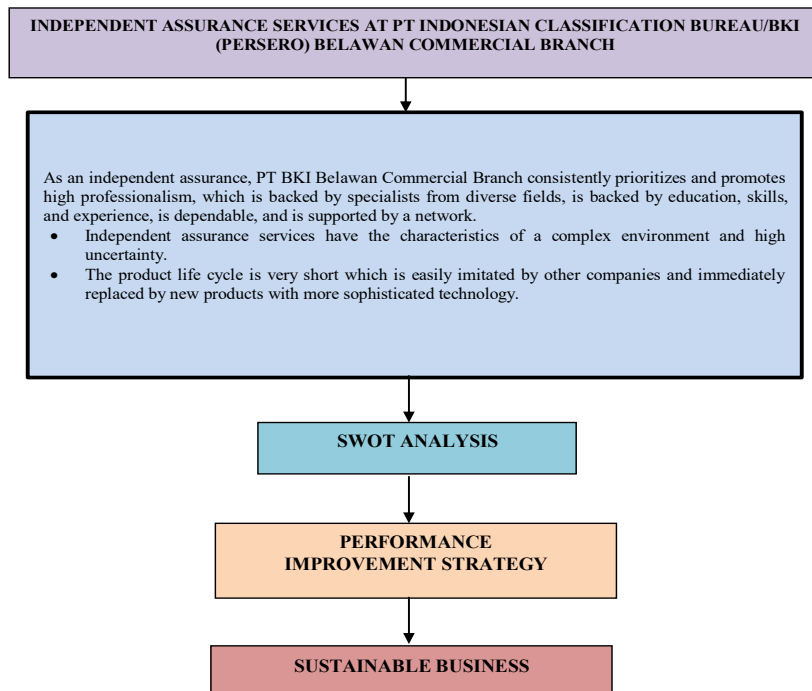 INDEPENDENT ASSURANCE SERVICES AT PT INDONESIAN CLASSIFICATION BUREAU/BKI
(PERSERO) BELAWAN COMMERCIAL BRANCH
As an independent assurance, PT BKI Belawan Commercial Branch consistently prioritizes and promotes
high professionalism, which is backed by specialists from diverse fields, is backed by education, skills,
and experience, is dependable, and is supported by a network.
• Independent assurance services have the characteristics of a complex environment and high
uncertainty.
• The product life cycle is very short which is easily imitated by other companies and immediately
replaced by new products with more sophisticated technology.
SWOT ANALYSIS
PERFORMANCE
IMPROVEMENT STRATEGY
SUSTAINABLE BUSINESS